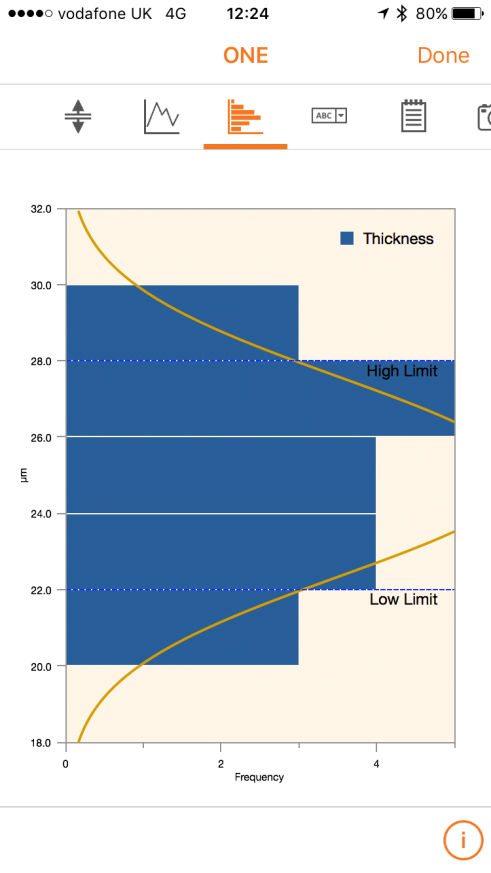 vodafone UK 4G 12:24 80%
ONE Done
ABC
32.0
Thickness
30.0
28.0
High Limit
26.0
µm
24.0
22.0
Low Limit
20.0
18.0
0 2 4
Frequency
i